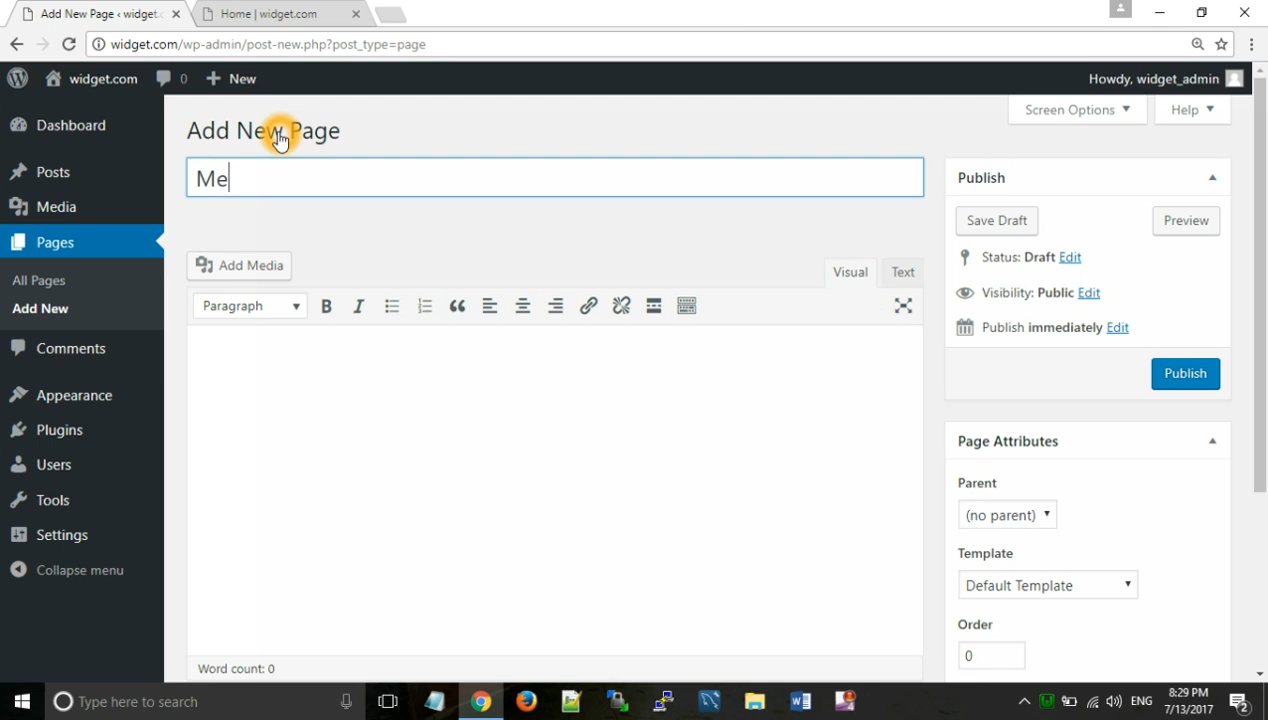 Add New Page ‹ widget.
Home | widget.com
widget.com/wp-admin/post-new.php?post_type=page
widget.com
0
New
Howdy, widget_admin
Dashboard
Posts
Media
Pages
All Pages
Add New
Comments
Appearance
Plugins
Users
Tools
Settings
Collapse menu
Screen Options
Help
Add New Page
Me
Add Media
Visual
Text
Paragraph
B
I
Word count: 0
Publish
Save Draft
Preview
Status: Draft Edit
Visibility: Public Edit
Publish immediately Edit
Publish
Page Attributes
Parent
(no parent)
Template
Default Template
Order
0
Type here to search
ENG
8:29 PM
7/13/2017
2